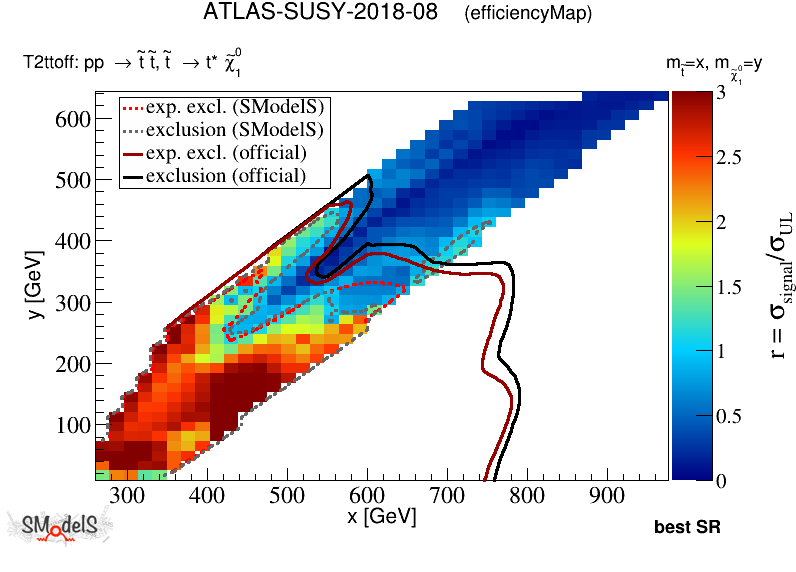 ATLAS-SUSY-2018-08 (efficiencyMap)
T2ttoff: pp → t̃ t̃, t̃ → t* χ̃₁⁰
m_t̃=x, m_χ̃₁⁰=y
exp. excl. (SModelS)
exclusion (SModelS)
exp. excl. (official)
exclusion (official)
600
500
400
300
200
100
y [GeV]
300 400 500 600 700 800 900
x [GeV]
3
2.5
2
1.5
1
0.5
0
r = σ_signal/σ_UL
SModelS
best SR